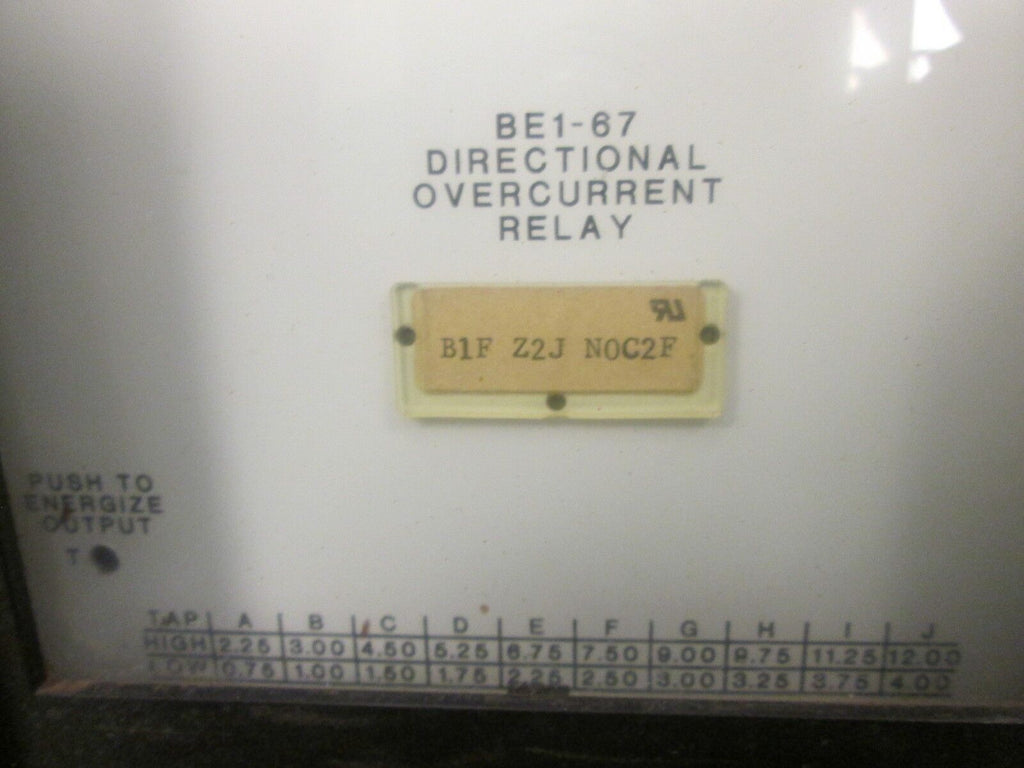 BE1-67
DIRECTIONAL
OVERCURRENT
RELAY
B1F Z2J N0C2F
PUSH TO
ENERGIZE
OUTPUT
T
TAP A B C D E F G H I J
HIGH 2.25 3.00 4.50 5.25 6.75 7.50 9.00 9.75 11.25 12.00
LOW 0.75 1.00 1.50 1.75 2.25 2.50 3.00 3.25 3.75 4.00